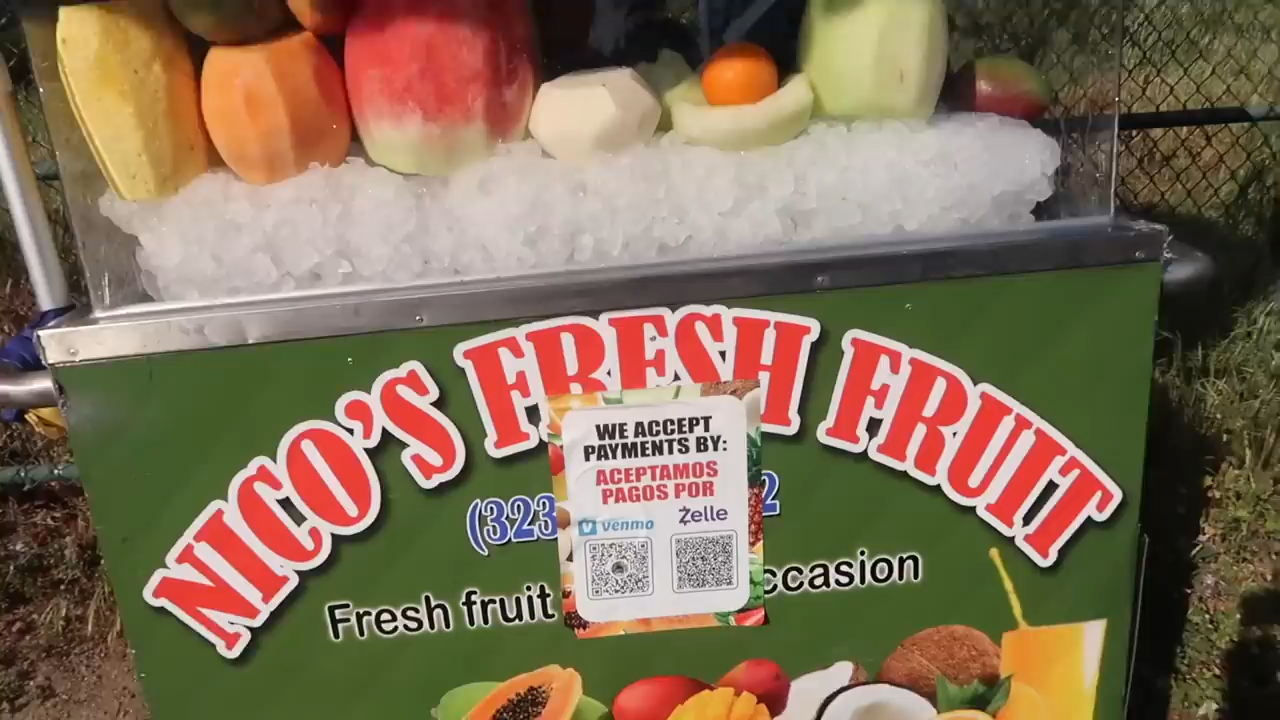 NICO'S FRESH FRUIT
WE ACCEPT
PAYMENTS BY:
ACEPTAMOS
PAGOS POR
venmo Zelle
(323 2
Fresh fruit ccasion